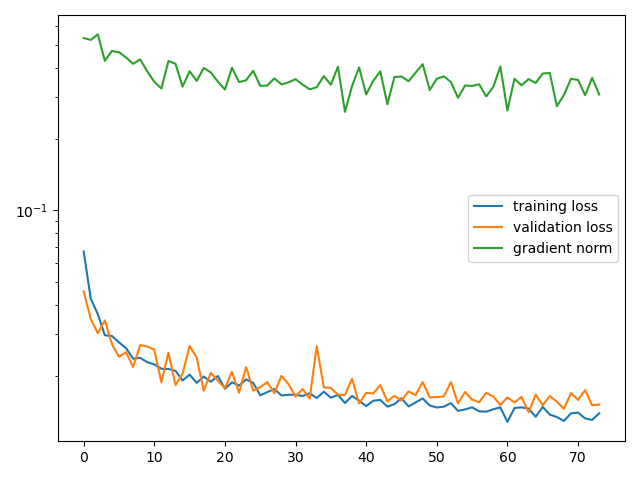 10⁻¹
training loss
validation loss
gradient norm
0 10 20 30 40 50 60 70